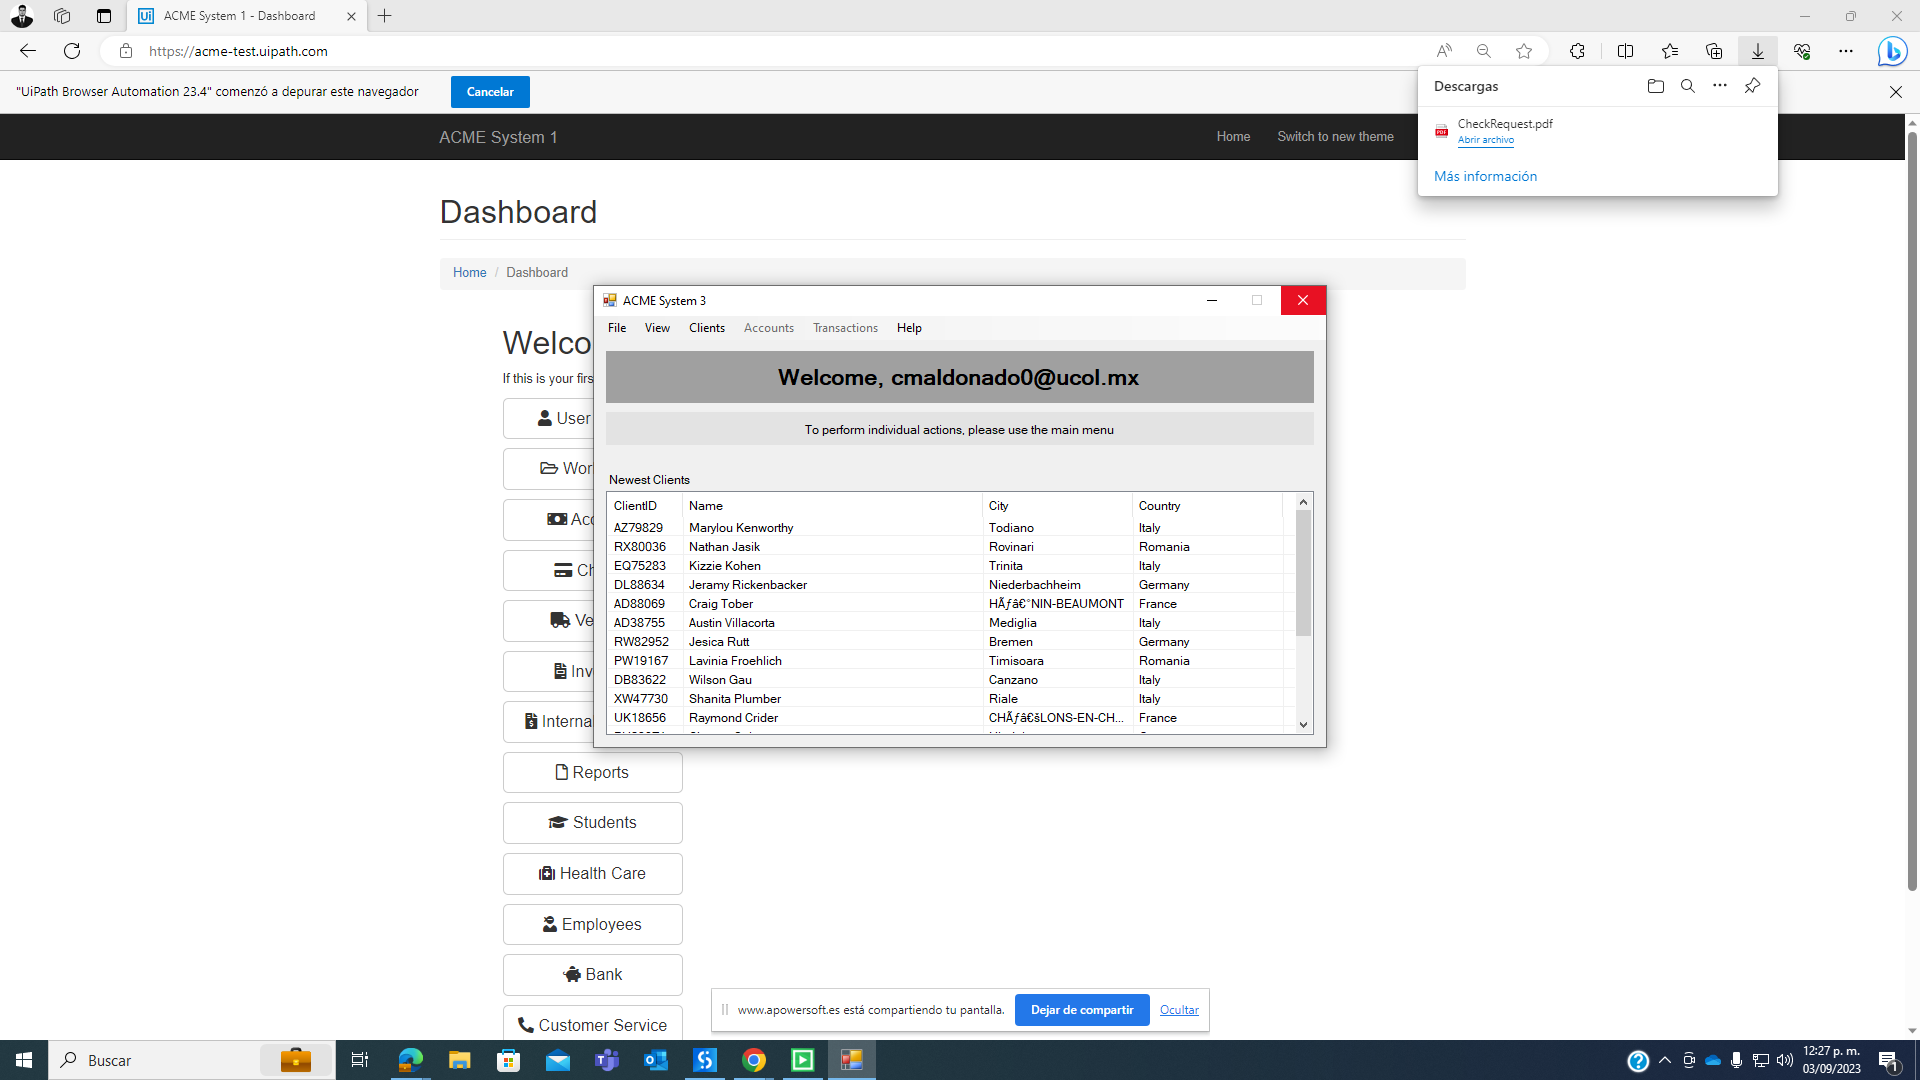 ACME System 1 - Dashboard
https://acme-test.uipath.com
"UiPath Browser Automation 23.4" comenzó a depurar este navegador
Cancelar
Descargas
CheckRequest.pdf
Abrir archivo
Más información
ACME System 1
Home
Switch to new theme
Dashboard
Home / Dashboard
Welco
If this is your firs
User
Wor
Acc
Ch
Ve
Inv
Interna
Reports
Students
Health Care
Employees
Bank
Customer Service
ACME System 3
File View Clients Accounts Transactions Help
Welcome, cmaldonado0@ucol.mx
To perform individual actions, please use the main menu
Newest Clients
ClientID Name City Country
AZ79829 Marylou Kenworthy Todiano Italy
RX80036 Nathan Jasik Rovinari Romania
EQ75283 Kizzie Kohen Trinita Italy
DL88634 Jeramy Rickenbacker Niederbachheim Germany
AD88069 Craig Tober HÃƒâ€°NIN-BEAUMONT France
AD38755 Austin Villacorta Mediglia Italy
RW82952 Jesica Rutt Bremen Germany
PW19167 Lavinia Froehlich Timisoara Romania
DB83622 Wilson Gau Canzano Italy
XW47730 Shanita Plumber Riale Italy
UK18656 Raymond Crider CHÃƒâ€šLONS-EN-CH... France
www.apowersoft.es está compartiendo tu pantalla.
Dejar de compartir
Ocultar
Buscar
12:27 p. m.
03/09/2023
1